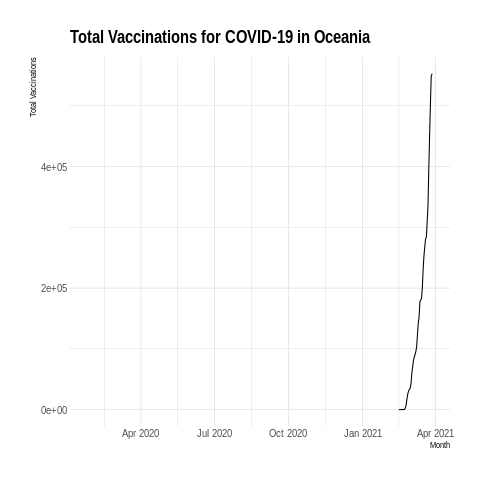 Total Vaccinations for COVID-19 in Oceania
Total Vaccinations
4e+05
2e+05
0e+00
Apr 2020 Jul 2020 Oct 2020 Jan 2021 Apr 2021
Month